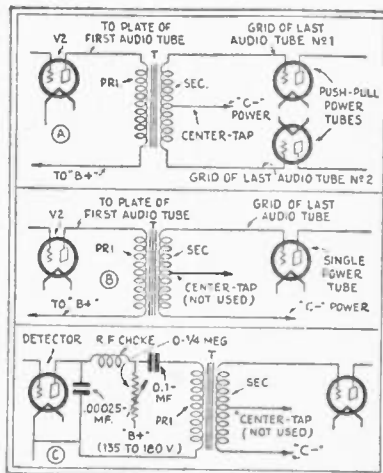 TO PLATE OF
FIRST AUDIO TUBE
GRID OF LAST
AUDIO TUBE Nº1
V2
T
PRI
SEC.
"C-"
POWER
CENTER-TAP
PUSH-PULL
POWER
TUBES
A
TO "B+"
GRID OF LAST AUDIO TUBE Nº2
TO PLATE OF
FIRST AUDIO TUBE
GRID OF LAST
AUDIO TUBE
V2
T
PRI
SEC
B
SINGLE
POWER
TUBE
CENTER-TAP
(NOT USED)
TO "B+"
"C-" POWER
DETECTOR
R.F. CHOKE
0-1/4 MEG
T
.00025-
MF.
0.1-
MF
PRI
SEC
"B+"
(135 TO 180 V.)
CENTER-TAP
(NOT USED)
"C-"
C